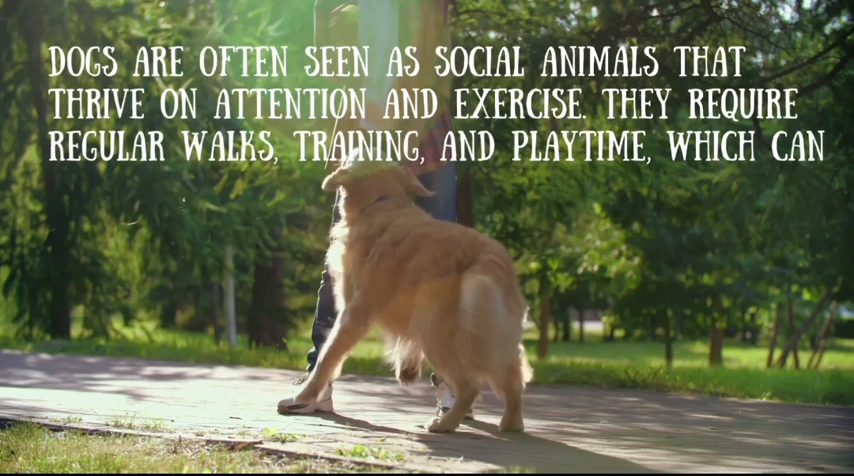 DOGS ARE OFTEN SEEN AS SOCIAL ANIMALS THAT
THRIVE ON ATTENTION AND EXERCISE. THEY REQUIRE
REGULAR WALKS, TRAINING, AND PLAYTIME, WHICH CAN